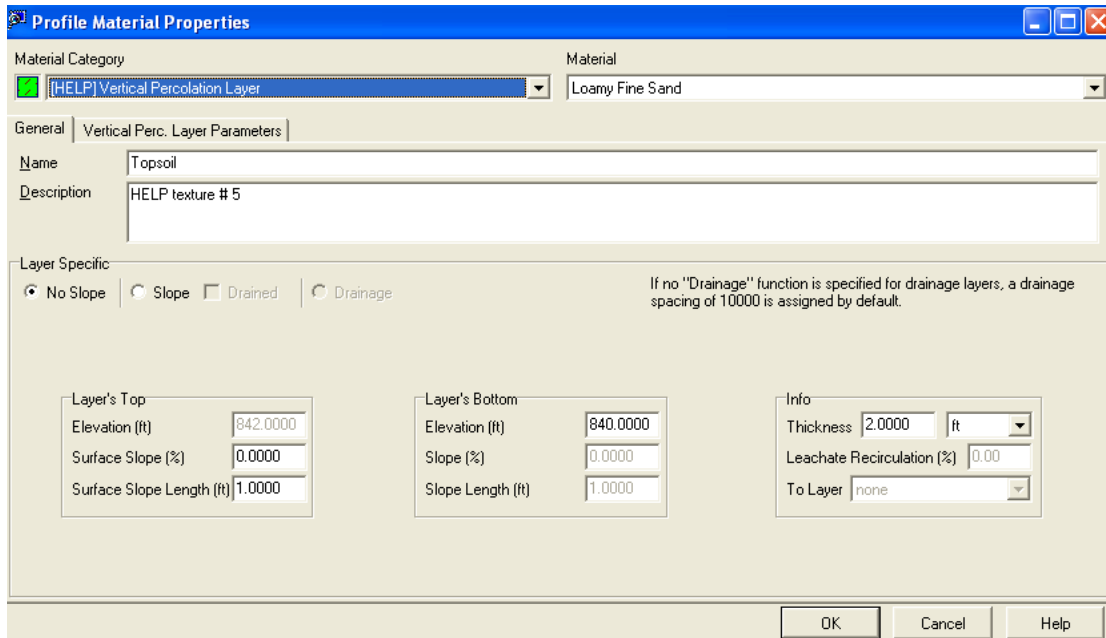 Profile Material Properties
Material Category Material
[HELP] Vertical Percolation Layer Loamy Fine Sand
General Vertical Perc. Layer Parameters
Name Topsoil
Description HELP texture # 5
Layer Specific
No Slope Slope Drained Drainage
If no "Drainage" function is specified for drainage layers, a drainage
spacing of 10000 is assigned by default.
Layer's Top
Elevation (ft) 842.0000
Surface Slope (%) 0.0000
Surface Slope Length (ft) 1.0000
Layer's Bottom
Elevation (ft) 840.0000
Slope (%) 0.0000
Slope Length (ft) 1.0000
Info
Thickness 2.0000 ft
Leachate Recirculation (%) 0.00
To Layer none
OK Cancel Help